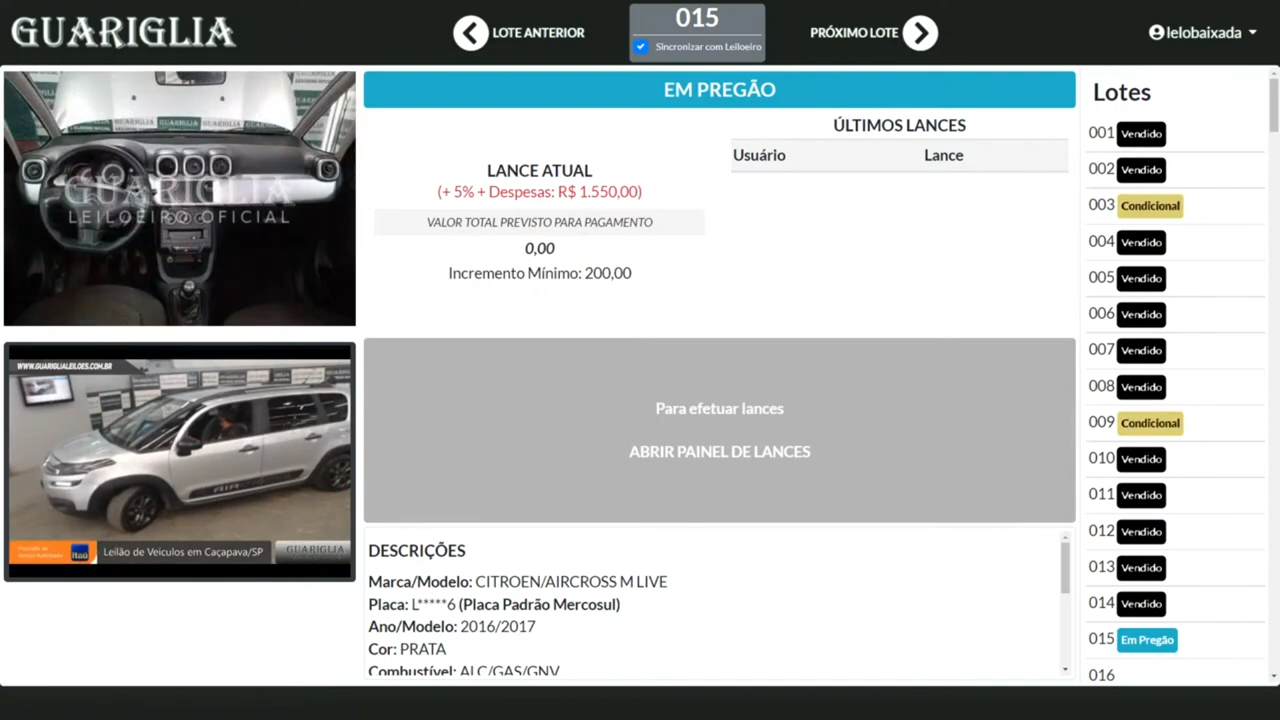 GUARIGLIA
LOTE ANTERIOR
015
Sincronizar com Leiloeiro
PRÓXIMO LOTE
lelobaixada
GUARIGLIA
LEILOEIRO OFICIAL
WWW.GUARIGLIALEILOES.COM.BR
AIR
itaú
Leilão de Veiculos em Caçapava/SP
GUARIGLIA
EM PREGÃO
LANCE ATUAL
(+ 5% + Despesas: R$ 1.550,00)
VALOR TOTAL PREVISTO PARA PAGAMENTO
0,00
Incremento Mínimo: 200,00
ÚLTIMOS LANCES
Usuário Lance
Para efetuar lances
ABRIR PAINEL DE LANCES
DESCRIÇÕES
Marca/Modelo: CITROEN/AIRCROSS M LIVE
Placa: L*****6 (Placa Padrão Mercosul)
Ano/Modelo: 2016/2017
Cor: PRATA
Combustível: ALC/GAS/GNV
Lotes
001 Vendido
002 Vendido
003 Condicional
004 Vendido
005 Vendido
006 Vendido
007 Vendido
008 Vendido
009 Condicional
010 Vendido
011 Vendido
012 Vendido
013 Vendido
014 Vendido
015 Em Pregão
016